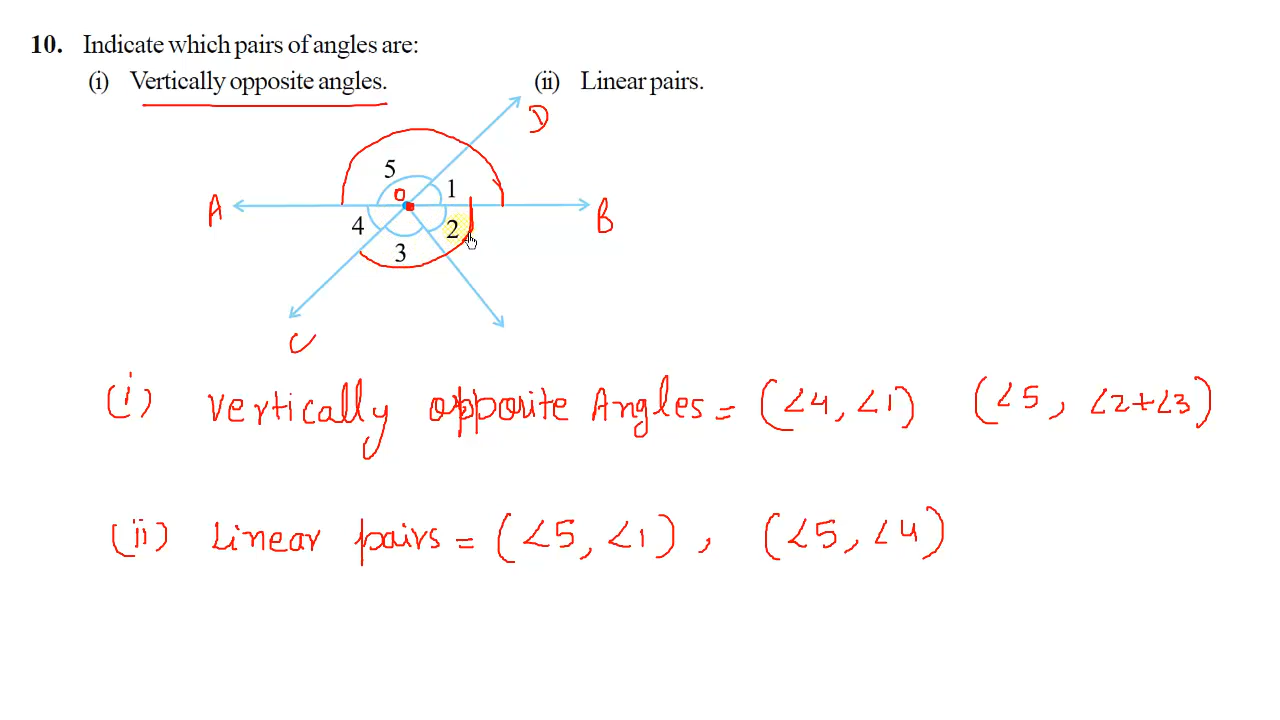 10. Indicate which pairs of angles are:
(i) Vertically opposite angles. (ii) Linear pairs.
D
5
1
O
A
B
4
2
3
C
(i) Vertically opposite Angles = (∠4, ∠1) (∠5, ∠2+∠3)
(ii) Linear pairs = (∠5, ∠1), (∠5, ∠4)